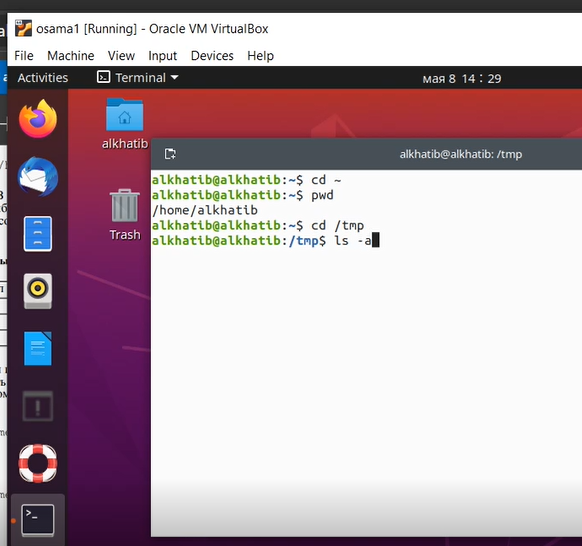 osama1 [Running] - Oracle VM VirtualBox
File Machine View Input Devices Help
Activities Terminal мая 8 14:29
alkhatib
Trash
alkhatib@alkhatib: /tmp
alkhatib@alkhatib:~$ cd ~
alkhatib@alkhatib:~$ pwd
/home/alkhatib
alkhatib@alkhatib:~$ cd /tmp
alkhatib@alkhatib:/tmp$ ls -a